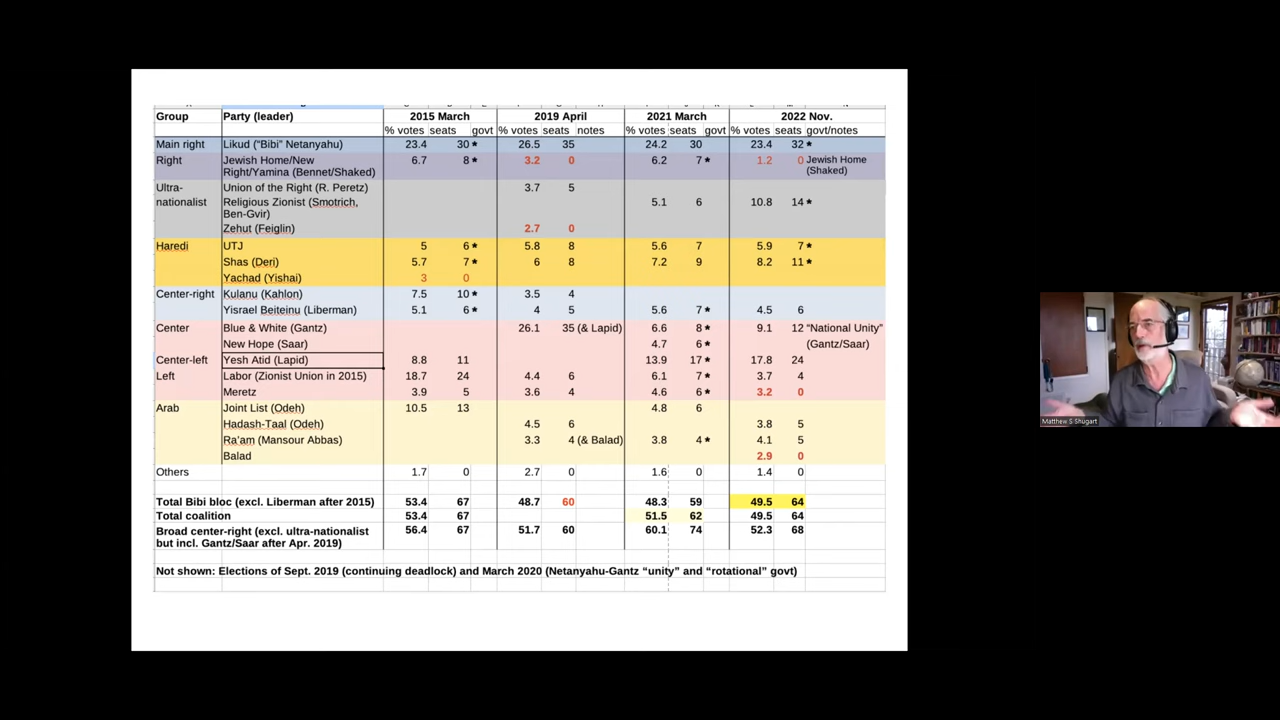 Group Party (leader) 2015 March 2019 April 2021 March 2022 Nov.
% votes seats govt % votes seats notes % votes seats govt % votes seats govt/notes
Main right Likud (“Bibi” Netanyahu) 23.4 30 * 26.5 35 24.2 30 23.4 32 *
Right Jewish Home/New 6.7 8 * 3.2 0 6.2 7 * 1.2 0 Jewish Home
Right/Yamina (Bennet/Shaked) (Shaked)
Ultra- Union of the Right (R. Peretz) 3.7 5
nationalist Religious Zionist (Smotrich, 5.1 6 10.8 14 *
Ben-Gvir)
Zehut (Feiglin) 2.7 0
Haredi UTJ 5 6 * 5.8 8 5.6 7 5.9 7 *
Shas (Deri) 5.7 7 * 6 8 7.2 9 8.2 11 *
Yachad (Yishai) 3 0
Center-right Kulanu (Kahlon) 7.5 10 * 3.5 4
Yisrael Beiteinu (Liberman) 5.1 6 * 4 5 5.6 7 * 4.5 6
Center Blue & White (Gantz) 26.1 35 (& Lapid) 6.6 8 * 9.1 12 “National Unity”
New Hope (Saar) 4.7 6 * (Gantz/Saar)
Center-left Yesh Atid (Lapid) 8.8 11 13.9 17 * 17.8 24
Left Labor (Zionist Union in 2015) 18.7 24 4.4 6 6.1 7 * 3.7 4
Meretz 3.9 5 3.6 4 4.6 6 * 3.2 0
Arab Joint List (Odeh) 10.5 13 4.8 6
Hadash-Taal (Odeh) 4.5 6 3.8 5
Ra’am (Mansour Abbas) 3.3 4 (& Balad) 3.8 4 * 4.1 5
Balad 2.9 0
Others 1.7 0 2.7 0 1.6 0 1.4 0
Total Bibi bloc (excl. Liberman after 2015) 53.4 67 48.7 60 48.3 59 49.5 64
Total coalition 53.4 67 51.5 62 49.5 64
Broad center-right (excl. ultra-nationalist 56.4 67 51.7 60 60.1 74 52.3 68
but incl. Gantz/Saar after Apr. 2019)
Not shown: Elections of Sept. 2019 (continuing deadlock) and March 2020 (Netanyahu-Gantz “unity” and “rotational” govt)
Matthew S Shugart